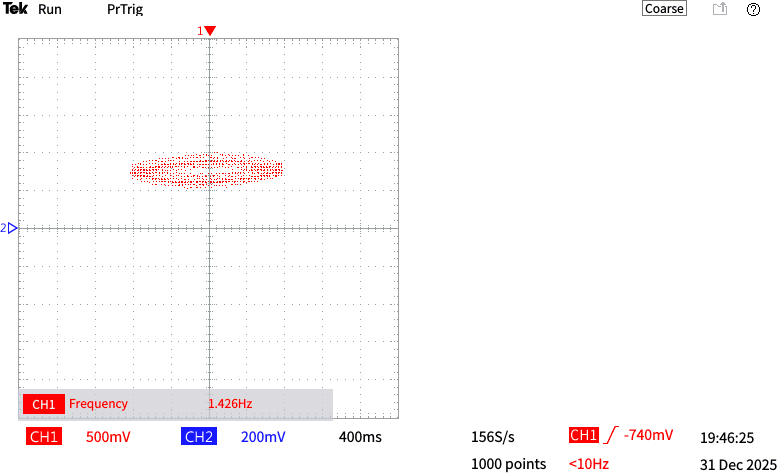 Tek Run PrTrig Coarse ?
1
2
CH1 Frequency 1.426Hz
CH1 500mV CH2 200mV 400ms 156S/s CH1 -740mV 19:46:25
1000 points <10Hz 31 Dec 2025